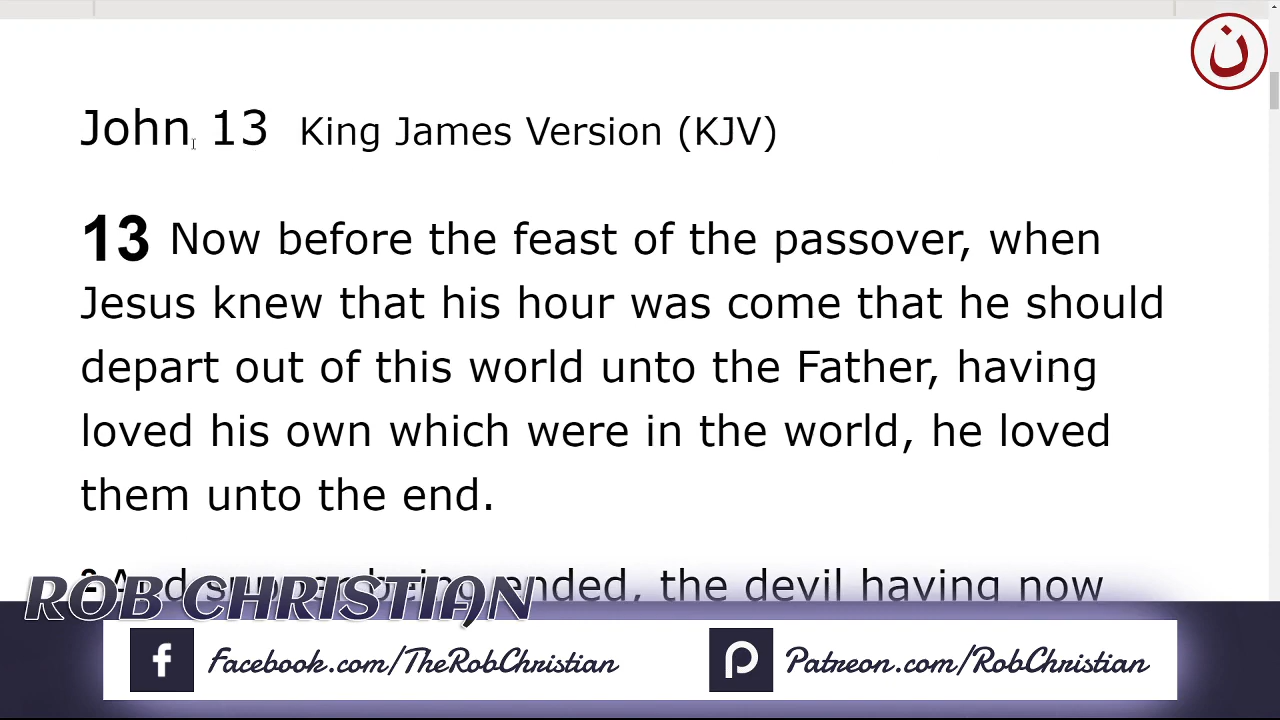 ن
John 13 King James Version (KJV)
13 Now before the feast of the passover, when
Jesus knew that his hour was come that he should
depart out of this world unto the Father, having
loved his own which were in the world, he loved
them unto the end.
ended, the devil having now
ROB CHRISTIAN
Facebook.com/TheRobChristian
Patreon.com/RobChristian